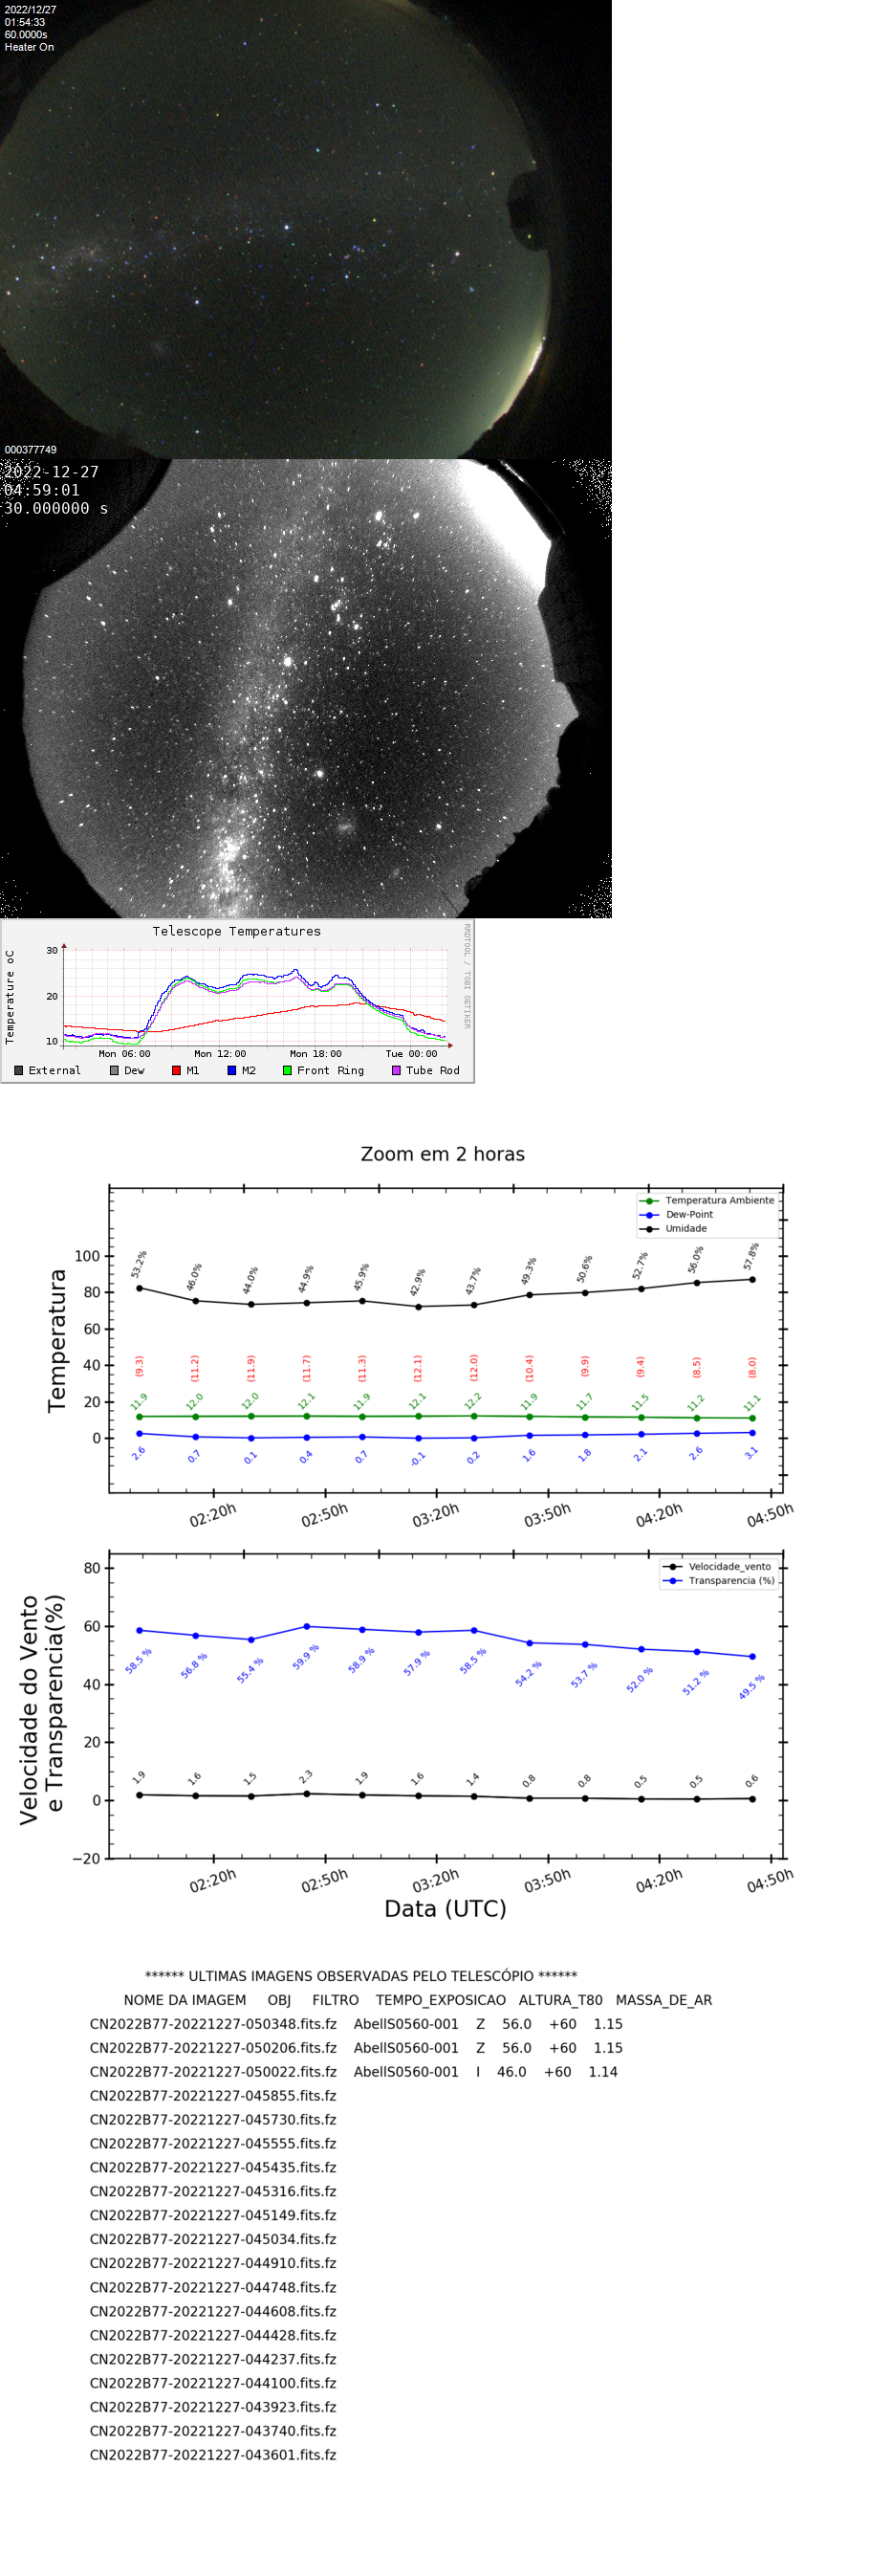 2022/12/27
01:54:33
60.0000s
Heater On
000377749
2022-12-27
04:59:01
30.000000 s
Telescope Temperatures
RRDTOOL / TOBI OETIKER
Temperature oC
30
20
10
Mon 06:00 Mon 12:00 Mon 18:00 Tue 00:00
External Dew M1 M2 Front Ring Tube Rod
Zoom em 2 horas
Temperatura Ambiente
Dew-Point
Umidade
Temperatura
100
80
60
40
20
0
53.2% 46.0% 44.0% 44.9% 45.9% 42.9% 43.7% 49.3% 50.6% 52.7% 56.0% 57.8%
(9.3) (11.2) (11.9) (11.7) (11.3) (12.1) (12.0) (10.4) (9.9) (9.4) (8.5) (8.0)
11.9 12.0 12.0 12.1 11.9 12.1 12.2 11.9 11.7 11.5 11.2 11.1
2.6 0.7 0.1 0.4 0.7 -0.1 0.2 1.6 1.8 2.1 2.6 3.1
02:20h 02:50h 03:20h 03:50h 04:20h 04:50h
Velocidade_vento
Transparencia (%)
Velocidade do Vento
e Transparencia(%)
80
60
40
20
0
−20
58.5 % 56.8 % 55.4 % 59.9 % 58.9 % 57.9 % 58.5 % 54.2 % 53.7 % 52.0 % 51.2 % 49.5 %
1.9 1.6 1.5 2.3 1.9 1.6 1.4 0.8 0.8 0.5 0.5 0.6
02:20h 02:50h 03:20h 03:50h 04:20h 04:50h
Data (UTC)
****** ULTIMAS IMAGENS OBSERVADAS PELO TELESCÓPIO ******
NOME DA IMAGEM OBJ FILTRO TEMPO_EXPOSICAO ALTURA_T80 MASSA_DE_AR
CN2022B77-20221227-050348.fits.fz AbellS0560-001 Z 56.0 +60 1.15
CN2022B77-20221227-050206.fits.fz AbellS0560-001 Z 56.0 +60 1.15
CN2022B77-20221227-050022.fits.fz AbellS0560-001 I 46.0 +60 1.14
CN2022B77-20221227-045855.fits.fz
CN2022B77-20221227-045730.fits.fz
CN2022B77-20221227-045555.fits.fz
CN2022B77-20221227-045435.fits.fz
CN2022B77-20221227-045316.fits.fz
CN2022B77-20221227-045149.fits.fz
CN2022B77-20221227-045034.fits.fz
CN2022B77-20221227-044910.fits.fz
CN2022B77-20221227-044748.fits.fz
CN2022B77-20221227-044608.fits.fz
CN2022B77-20221227-044428.fits.fz
CN2022B77-20221227-044237.fits.fz
CN2022B77-20221227-044100.fits.fz
CN2022B77-20221227-043923.fits.fz
CN2022B77-20221227-043740.fits.fz
CN2022B77-20221227-043601.fits.fz